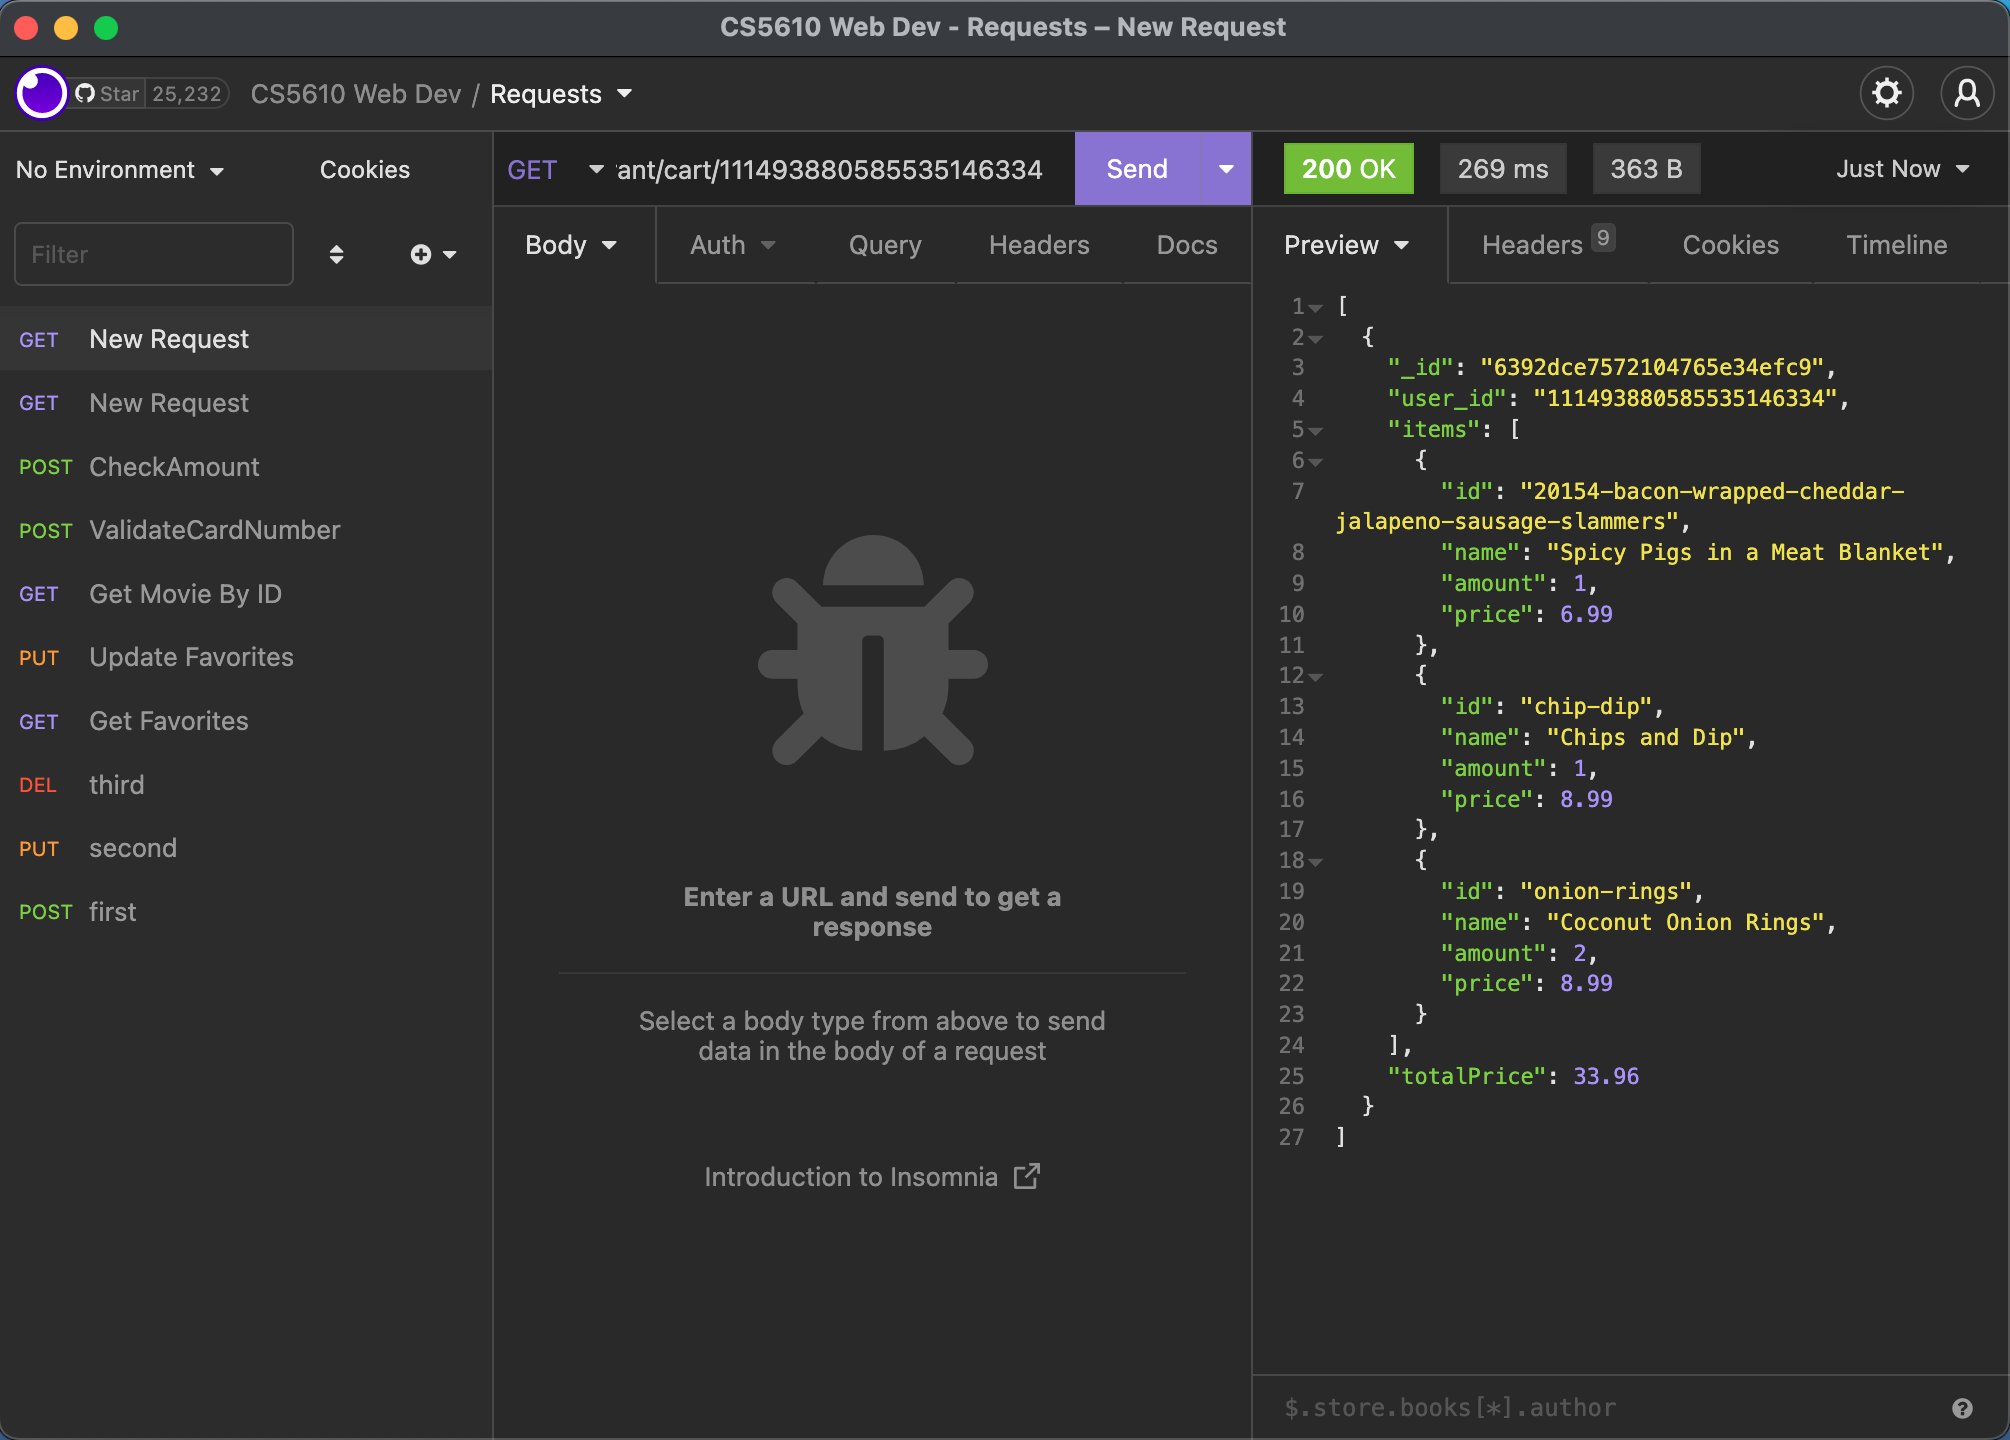 CS5610 Web Dev - Requests – New Request
Star 25,232 CS5610 Web Dev / Requests
No Environment Cookies
Filter
GET New Request
GET New Request
POST CheckAmount
POST ValidateCardNumber
GET Get Movie By ID
PUT Update Favorites
GET Get Favorites
DEL third
PUT second
POST first
GET ant/cart/111493880585535146334 Send
Body Auth Query Headers Docs
Enter a URL and send to get a
response
Select a body type from above to send
data in the body of a request
Introduction to Insomnia
200 OK 269 ms 363 B Just Now
Preview Headers 9 Cookies Timeline
1 [
2 {
3 "_id": "6392dce7572104765e34efc9",
4 "user_id": "111493880585535146334",
5 "items": [
6 {
7 "id": "20154-bacon-wrapped-cheddar-
jalapeno-sausage-slammers",
8 "name": "Spicy Pigs in a Meat Blanket",
9 "amount": 1,
10 "price": 6.99
11 },
12 {
13 "id": "chip-dip",
14 "name": "Chips and Dip",
15 "amount": 1,
16 "price": 8.99
17 },
18 {
19 "id": "onion-rings",
20 "name": "Coconut Onion Rings",
21 "amount": 2,
22 "price": 8.99
23 }
24 ],
25 "totalPrice": 33.96
26 }
27 ]
$.store.books[*].author